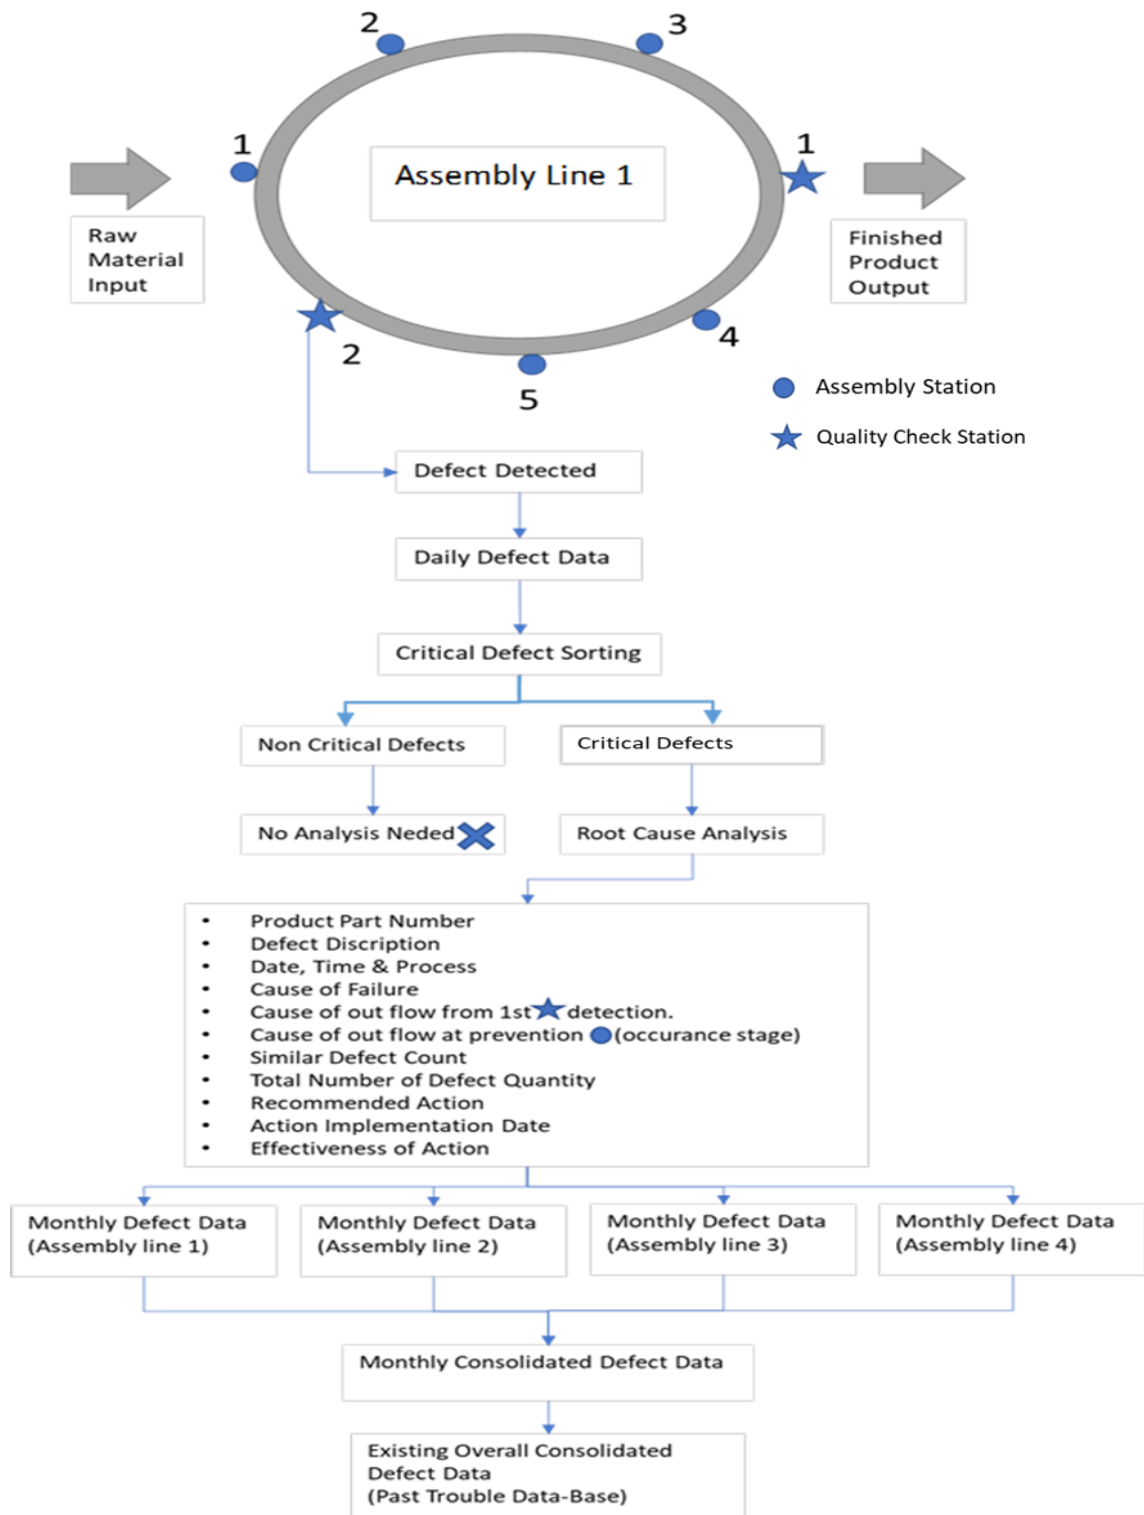 2
3
1
1
Assembly Line 1
Raw
Material
Input
Finished
Product
Output
2
4
5
Assembly Station
Quality Check Station
Defect Detected
Daily Defect Data
Critical Defect Sorting
Non Critical Defects
Critical Defects
No Analysis Neded
Root Cause Analysis
• Product Part Number
• Defect Discription
• Date, Time & Process
• Cause of Failure
• Cause of out flow from 1st detection.
• Cause of out flow at prevention (occurance stage)
• Similar Defect Count
• Total Number of Defect Quantity
• Recommended Action
• Action Implementation Date
• Effectiveness of Action
Monthly Defect Data
(Assembly line 1)
Monthly Defect Data
(Assembly line 2)
Monthly Defect Data
(Assembly line 3)
Monthly Defect Data
(Assembly line 4)
Monthly Consolidated Defect Data
Existing Overall Consolidated
Defect Data
(Past Trouble Data-Base)